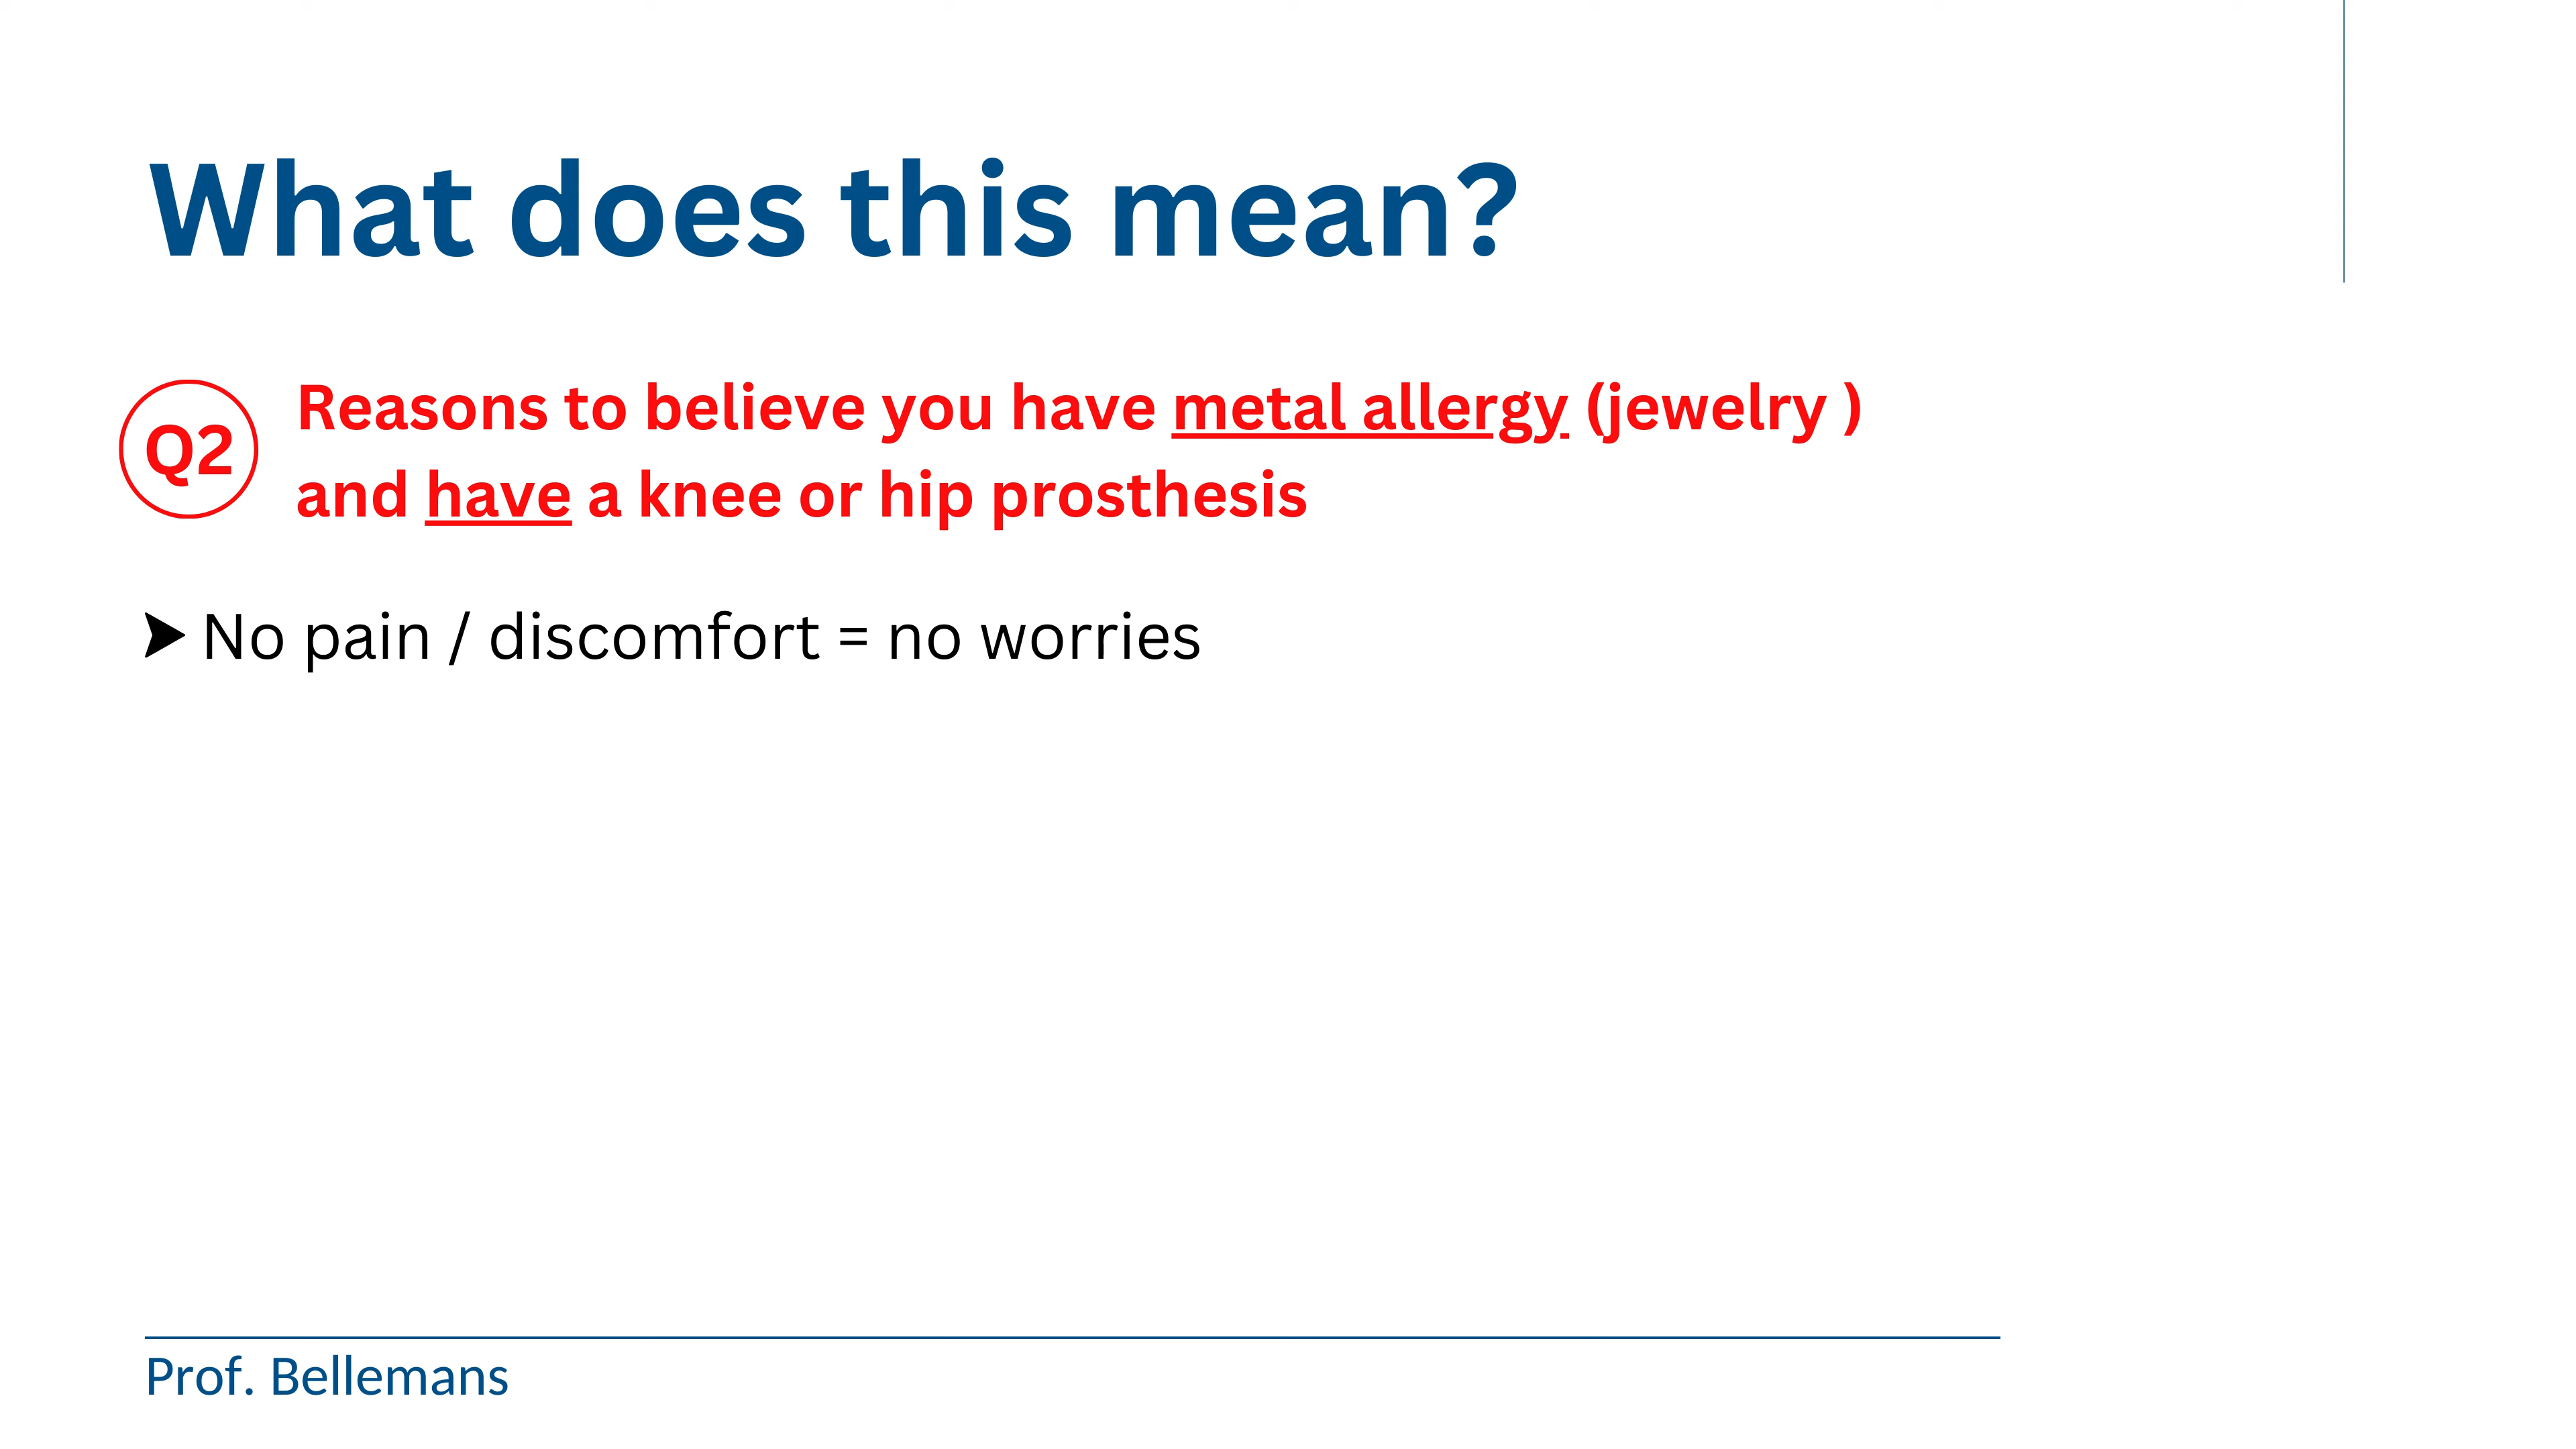 What does this mean?
Q2
Reasons to believe you have metal allergy (jewelry )
and have a knee or hip prosthesis
➤ No pain / discomfort = no worries
Prof. Bellemans